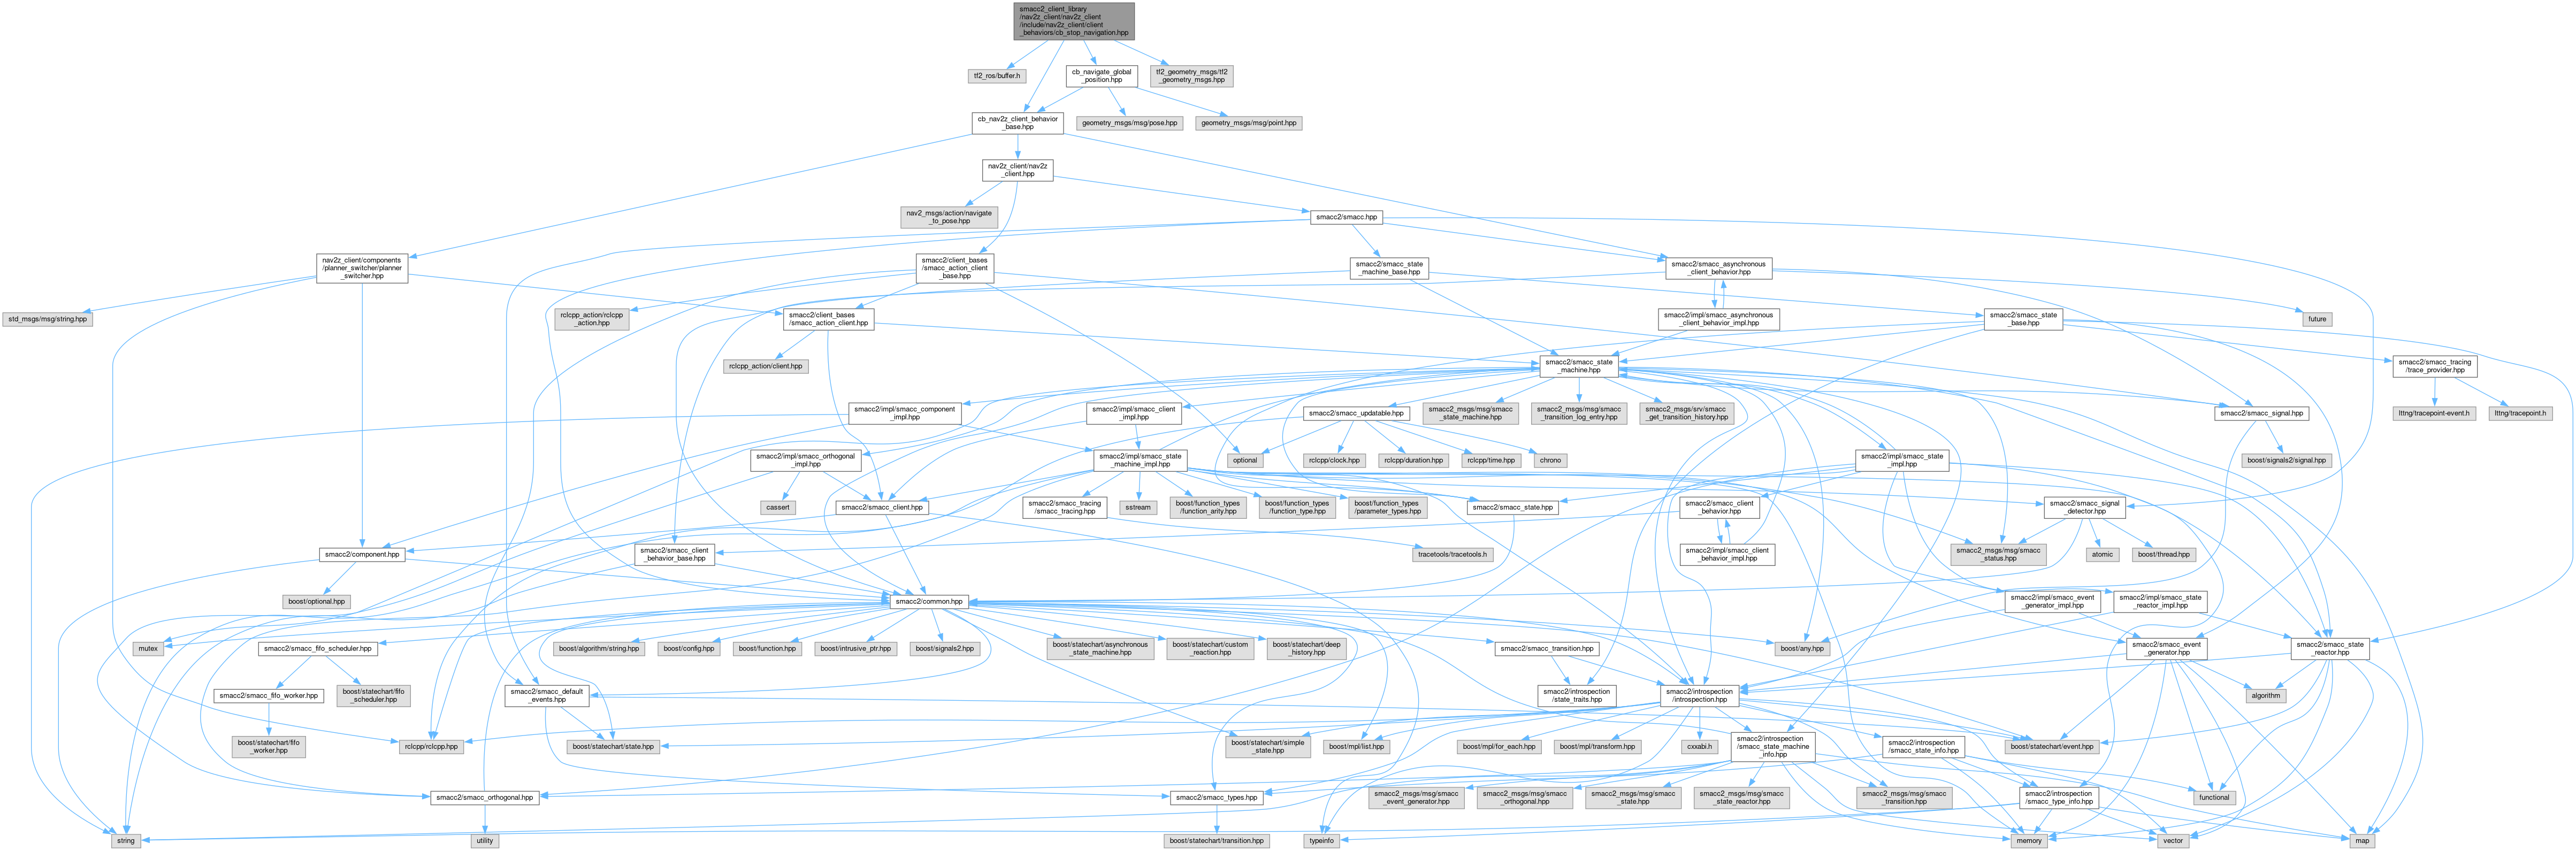 smacc2_client_library
/nav2z_client/nav2z_client
/include/nav2z_client/client
_behaviors/cb_stop_navigation.hpp
tf2_ros/buffer.h
cb_navigate_global
_position.hpp
tf2_geometry_msgs/tf2
_geometry_msgs.hpp
cb_nav2z_client_behavior
_base.hpp
geometry_msgs/msg/pose.hpp
geometry_msgs/msg/point.hpp
nav2z_client/nav2z
_client.hpp
nav2_msgs/action/navigate
_to_pose.hpp
smacc2/smacc.hpp
nav2z_client/components
/planner_switcher/planner
_switcher.hpp
smacc2/client_bases
/smacc_action_client
_base.hpp
smacc2/smacc_state
_machine_base.hpp
smacc2/smacc_asynchronous
_client_behavior.hpp
std_msgs/msg/string.hpp
rclcpp_action/rclcpp
_action.hpp
smacc2/client_bases
/smacc_action_client.hpp
smacc2/impl/smacc_asynchronous
_client_behavior_impl.hpp
smacc2/smacc_state
_base.hpp
future
rclcpp_action/client.hpp
smacc2/smacc_state
_machine.hpp
smacc2/smacc_tracing
/trace_provider.hpp
smacc2/impl/smacc_component
_impl.hpp
smacc2/impl/smacc_client
_impl.hpp
smacc2/smacc_updatable.hpp
smacc2_msgs/msg/smacc
_state_machine.hpp
smacc2_msgs/msg/smacc
_transition_log_entry.hpp
smacc2_msgs/srv/smacc
_get_transition_history.hpp
smacc2/smacc_signal.hpp
lttng/tracepoint-event.h
lttng/tracepoint.h
smacc2/impl/smacc_orthogonal
_impl.hpp
smacc2/impl/smacc_state
_machine_impl.hpp
optional
rclcpp/clock.hpp
rclcpp/duration.hpp
rclcpp/time.hpp
chrono
smacc2/impl/smacc_state
_impl.hpp
boost/signals2/signal.hpp
cassert
smacc2/smacc_client.hpp
smacc2/smacc_tracing
/smacc_tracing.hpp
sstream
boost/function_types
/function_arity.hpp
boost/function_types
/function_type.hpp
boost/function_types
/parameter_types.hpp
smacc2/smacc_state.hpp
smacc2/smacc_client
_behavior.hpp
smacc2/smacc_signal
_detector.hpp
smacc2/component.hpp
smacc2/smacc_client
_behavior_base.hpp
tracetools/tracetools.h
smacc2/impl/smacc_client
_behavior_impl.hpp
smacc2_msgs/msg/smacc
_status.hpp
atomic
boost/thread.hpp
boost/optional.hpp
smacc2/common.hpp
smacc2/impl/smacc_event
_generator_impl.hpp
smacc2/impl/smacc_state
_reactor_impl.hpp
mutex
smacc2/smacc_fifo_scheduler.hpp
boost/algorithm/string.hpp
boost/config.hpp
boost/function.hpp
boost/intrusive_ptr.hpp
boost/signals2.hpp
boost/statechart/asynchronous
_state_machine.hpp
boost/statechart/custom
_reaction.hpp
boost/statechart/deep
_history.hpp
smacc2/smacc_transition.hpp
boost/any.hpp
smacc2/smacc_event
_generator.hpp
smacc2/smacc_state
_reactor.hpp
smacc2/smacc_fifo_worker.hpp
boost/statechart/fifo
_scheduler.hpp
smacc2/smacc_default
_events.hpp
smacc2/introspection
/state_traits.hpp
smacc2/introspection
/introspection.hpp
algorithm
boost/statechart/fifo
_worker.hpp
rclcpp/rclcpp.hpp
boost/statechart/state.hpp
boost/statechart/simple
_state.hpp
boost/mpl/list.hpp
boost/mpl/for_each.hpp
boost/mpl/transform.hpp
cxxabi.h
smacc2/introspection
/smacc_state_machine
_info.hpp
smacc2/introspection
/smacc_state_info.hpp
boost/statechart/event.hpp
smacc2/smacc_orthogonal.hpp
smacc2/smacc_types.hpp
smacc2_msgs/msg/smacc
_event_generator.hpp
smacc2_msgs/msg/smacc
_orthogonal.hpp
smacc2_msgs/msg/smacc
_state.hpp
smacc2_msgs/msg/smacc
_state_reactor.hpp
smacc2_msgs/msg/smacc
_transition.hpp
smacc2/introspection
/smacc_type_info.hpp
functional
string
utility
boost/statechart/transition.hpp
typeinfo
memory
vector
map